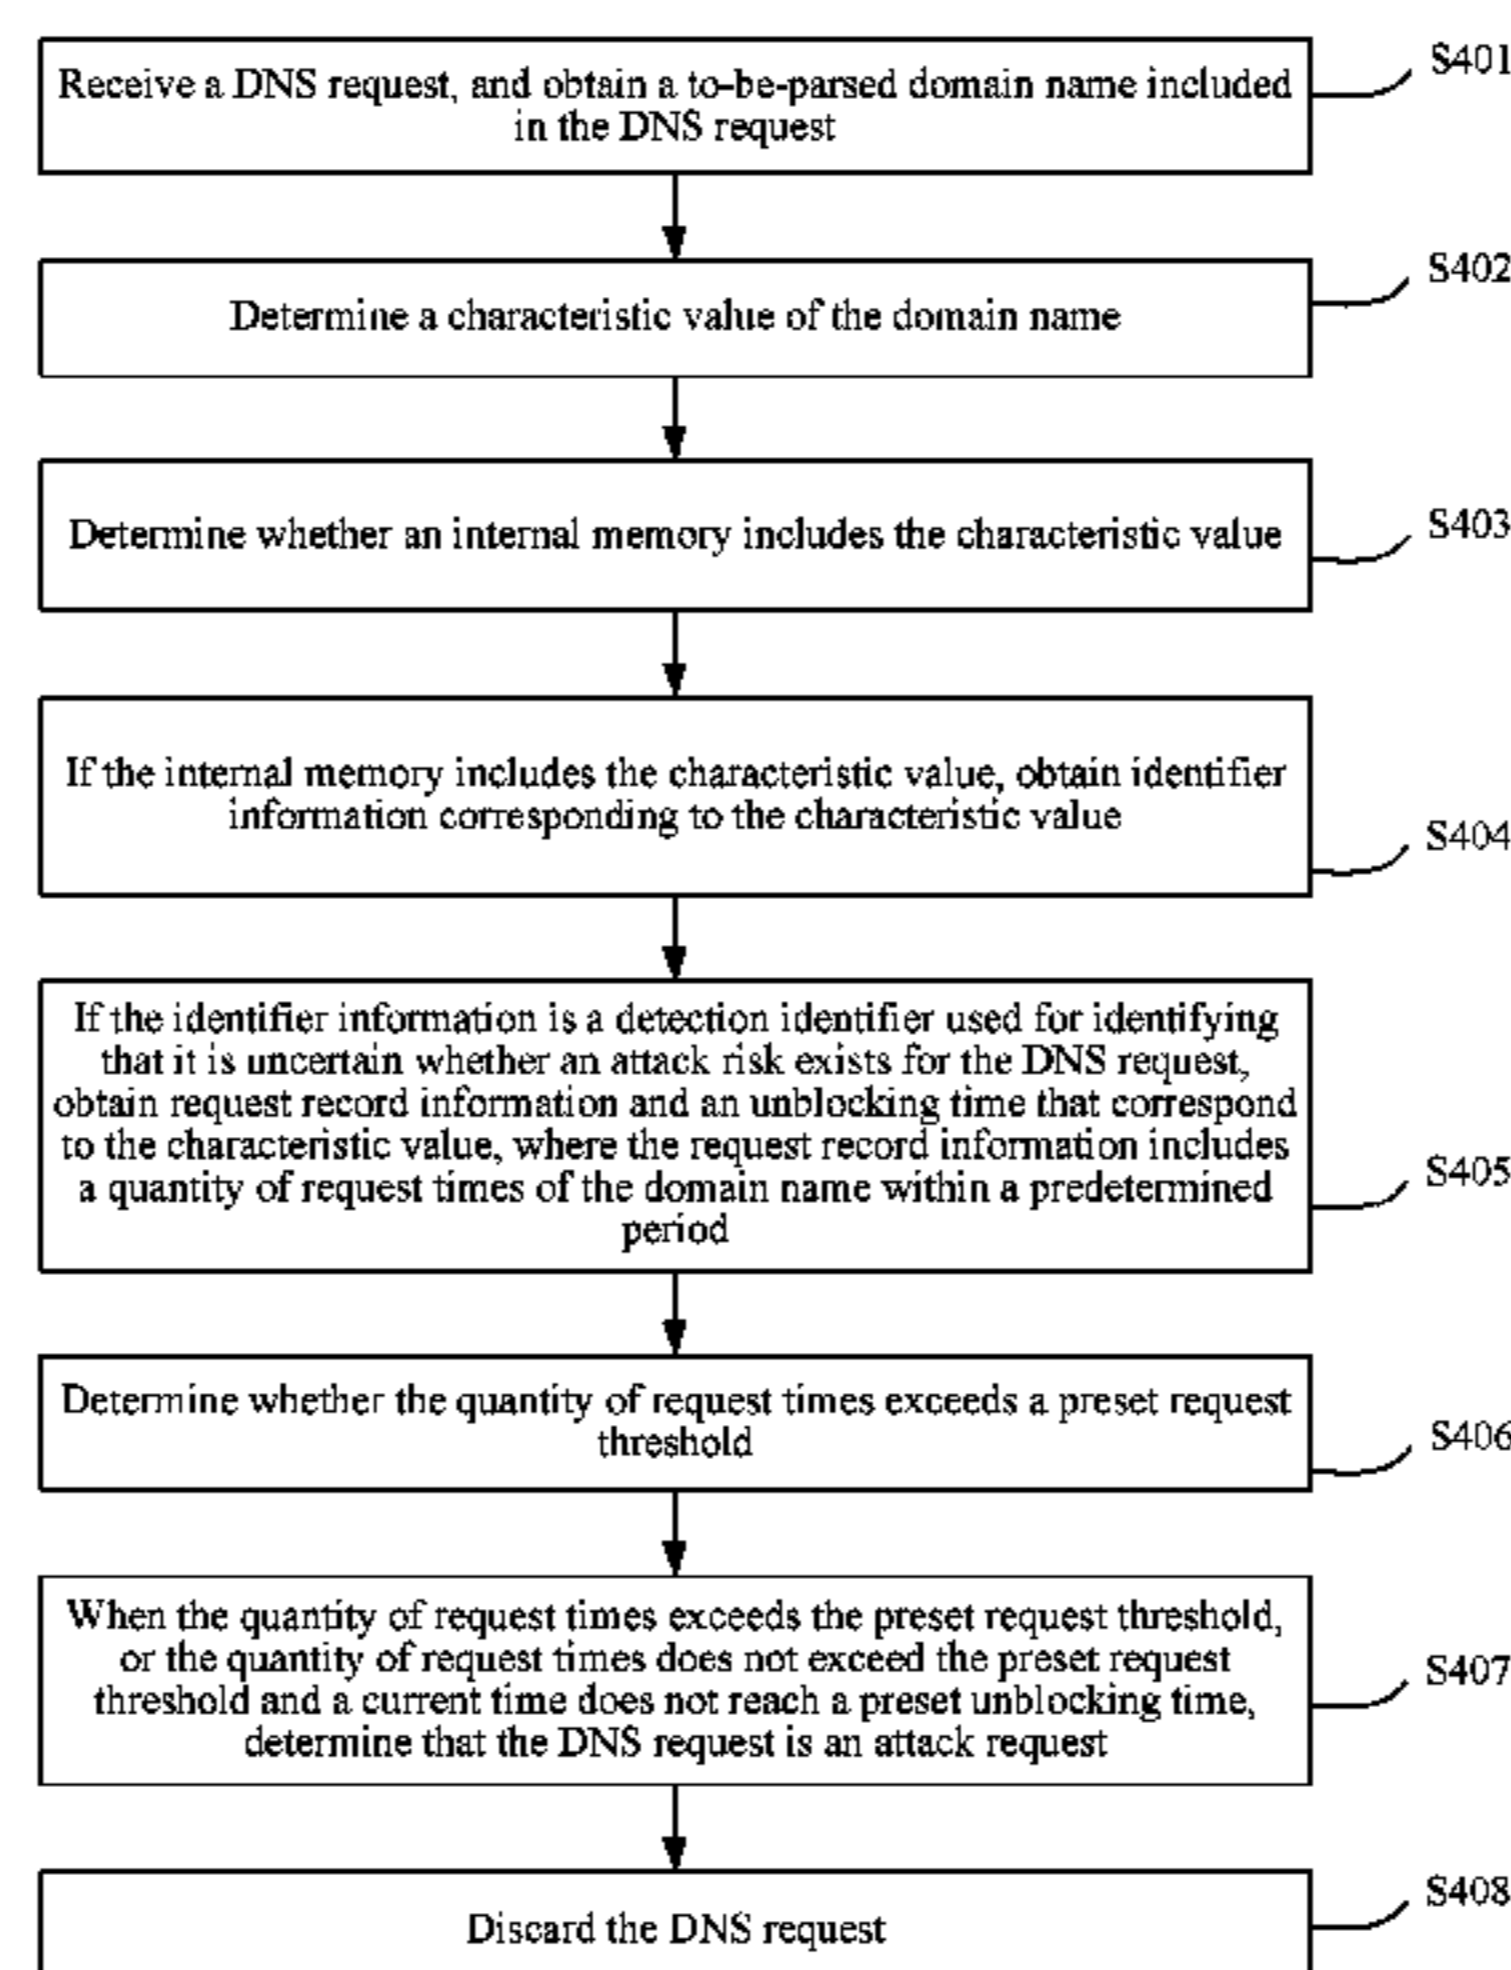 Receive a DNS request, and obtain a to-be-parsed domain name included
in the DNS request
S401
Determine a characteristic value of the domain name
S402
Determine whether an internal memory includes the characteristic value
S403
If the internal memory includes the characteristic value, obtain identifier
information corresponding to the characteristic value
S404
If the identifier information is a detection identifier used for identifying
that it is uncertain whether an attack risk exists for the DNS request,
obtain request record information and an unblocking time that correspond
to the characteristic value, where the request record information includes
a quantity of request times of the domain name within a predetermined
period
S405
Determine whether the quantity of request times exceeds a preset request
threshold
S406
When the quantity of request times exceeds the preset request threshold,
or the quantity of request times does not exceed the preset request
threshold and a current time does not reach a preset unblocking time,
determine that the DNS request is an attack request
S407
Discard the DNS request
S408